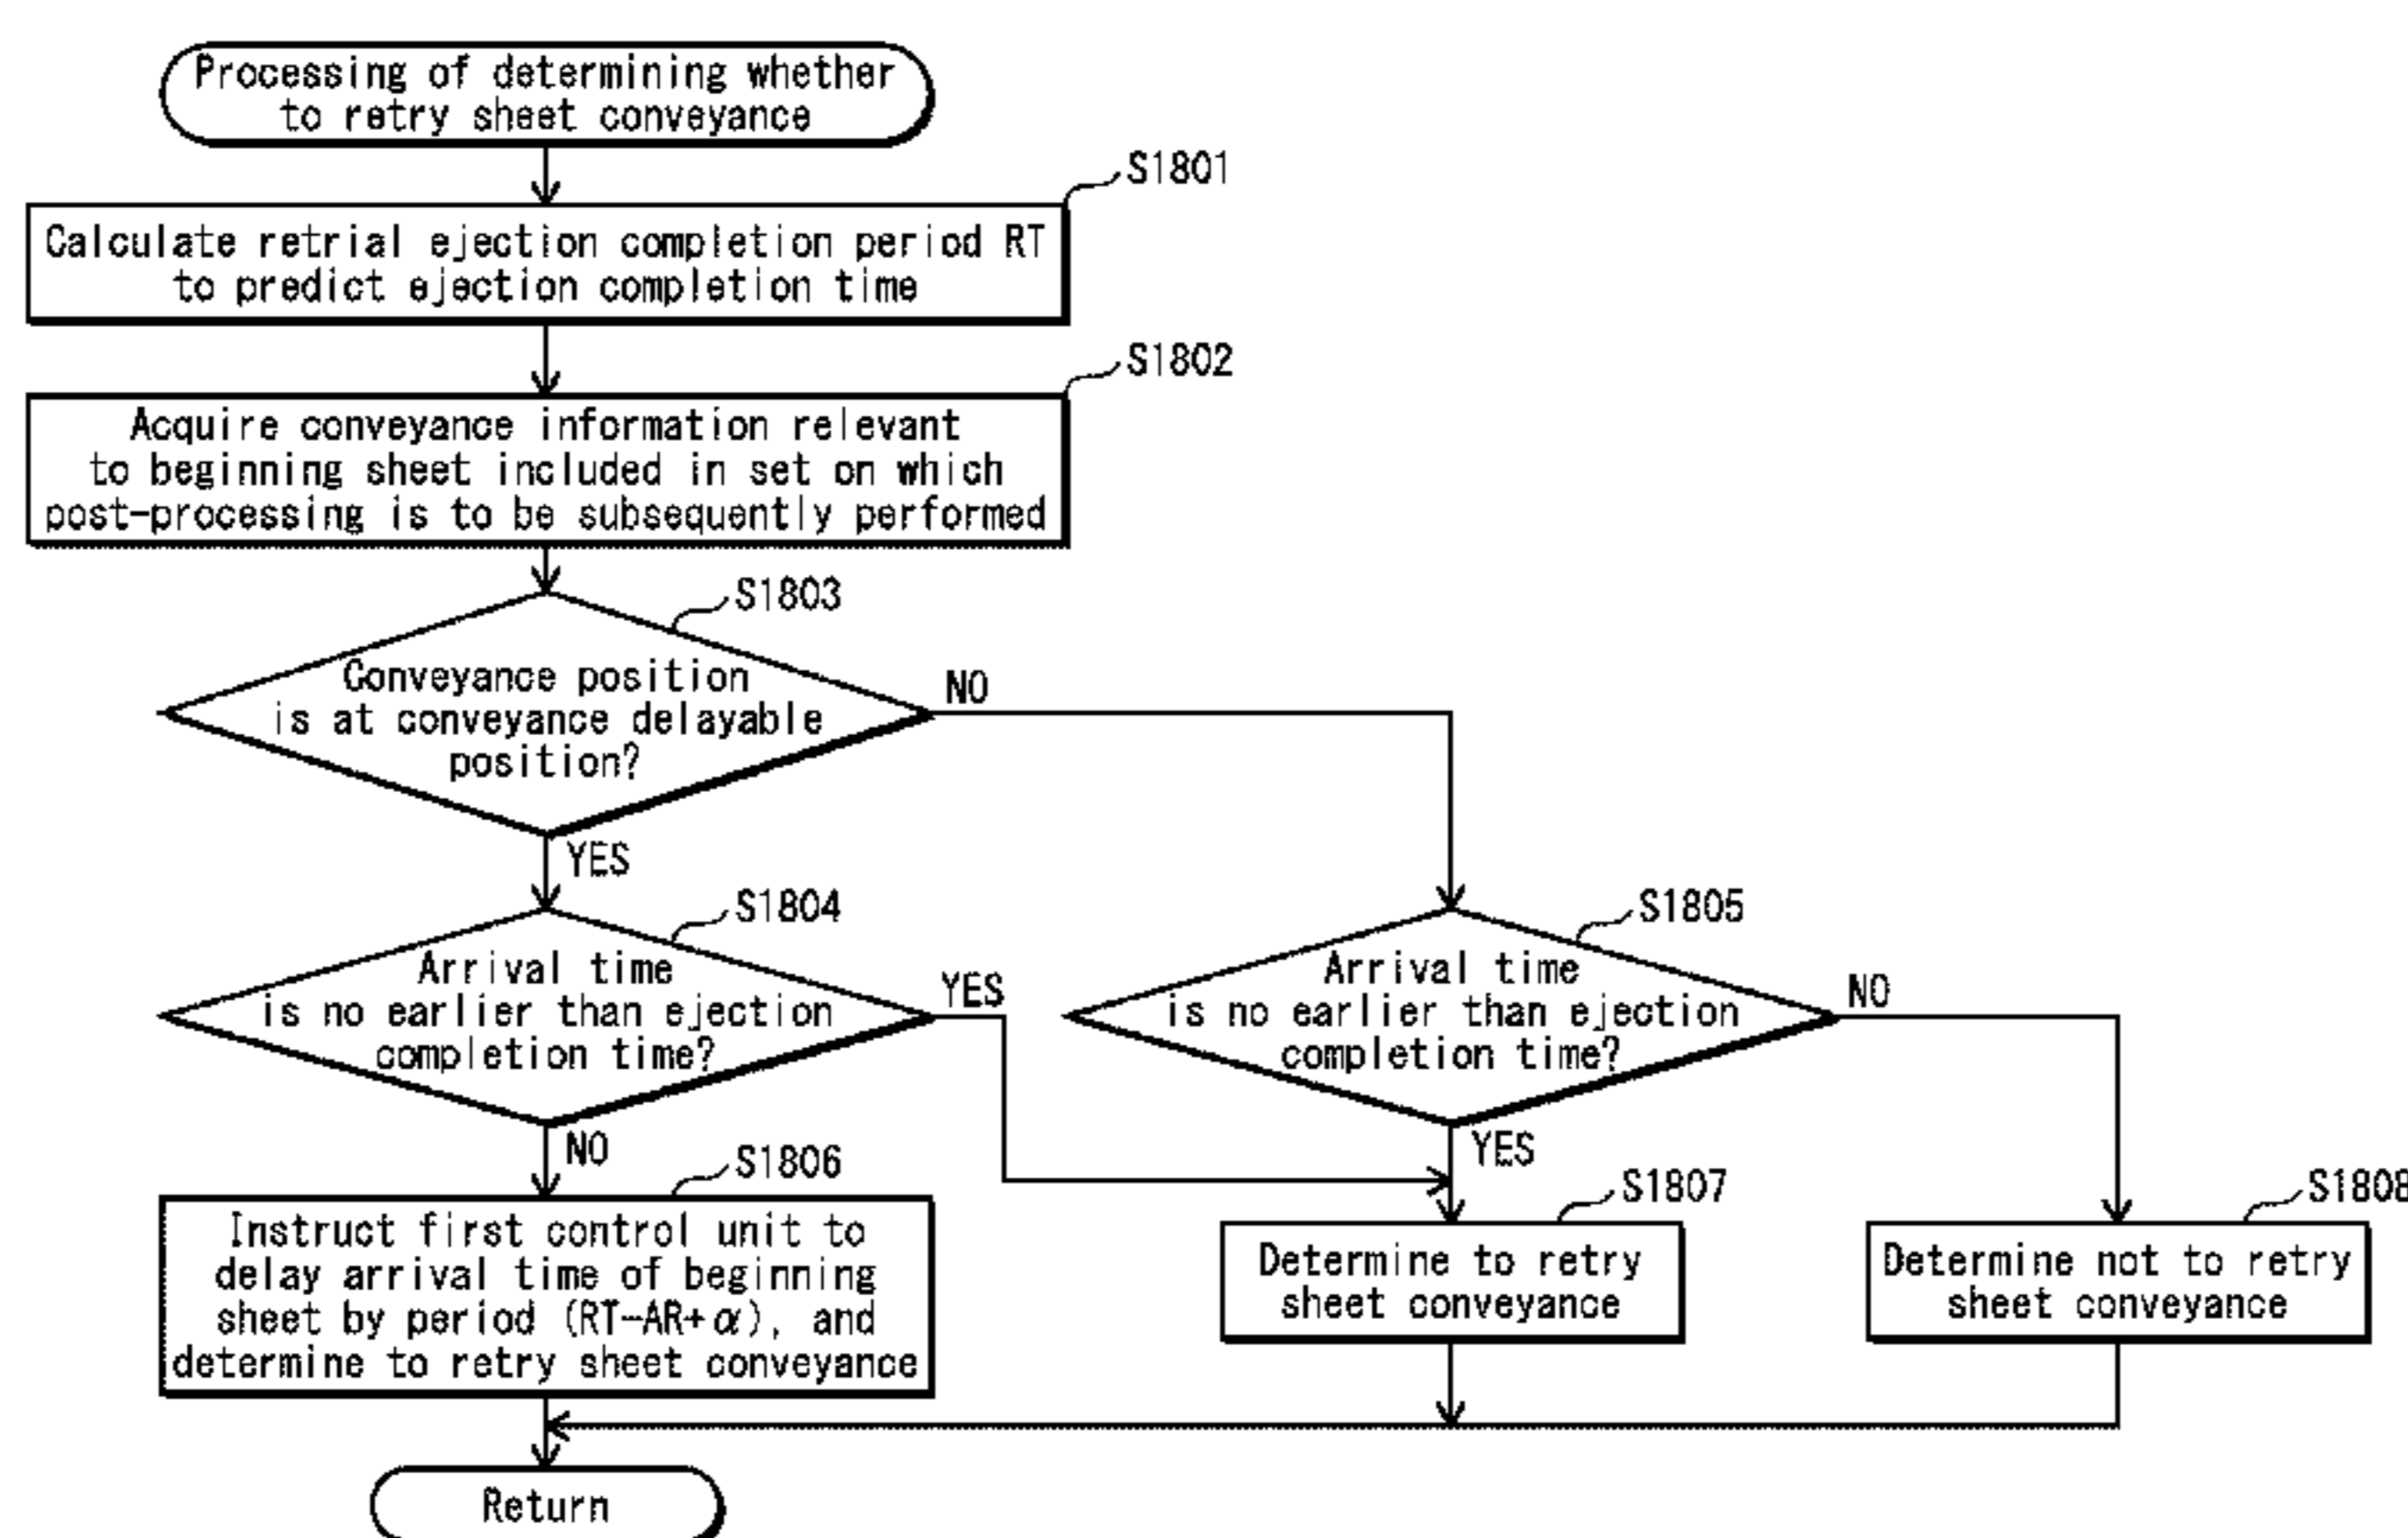 Processing of determining whether
to retry sheet conveyance
S1801
Calculate retrial ejection completion period RT
to predict ejection completion time
S1802
Acquire conveyance information relevant
to beginning sheet included in set on which
post-processing is to be subsequently performed
S1803
Conveyance position
is at conveyance delayable
position?
NO
YES
S1804
Arrival time
is no earlier than ejection
completion time?
YES
NO
S1805
Arrival time
is no earlier than ejection
completion time?
NO
YES
S1806
Instruct first control unit to
delay arrival time of beginning
sheet by period (RT-AR+α), and
determine to retry sheet conveyance
S1807
Determine to retry
sheet conveyance
S1808
Determine not to retry
sheet conveyance
Return